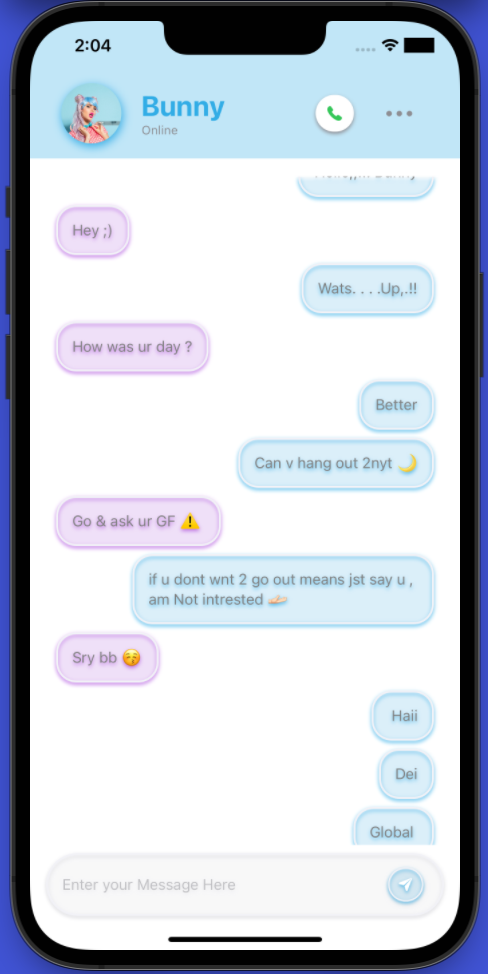 2:04
Bunny
Online
Hey ;)
Wats. . . .Up,.!!
How was ur day ?
Better
Can v hang out 2nyt 🌙
Go & ask ur GF ⚠️
if u dont wnt 2 go out means jst say u ,
am Not intrested 🫴🏻
Sry bb 😚
Haii
Dei
Global
Enter your Message Here